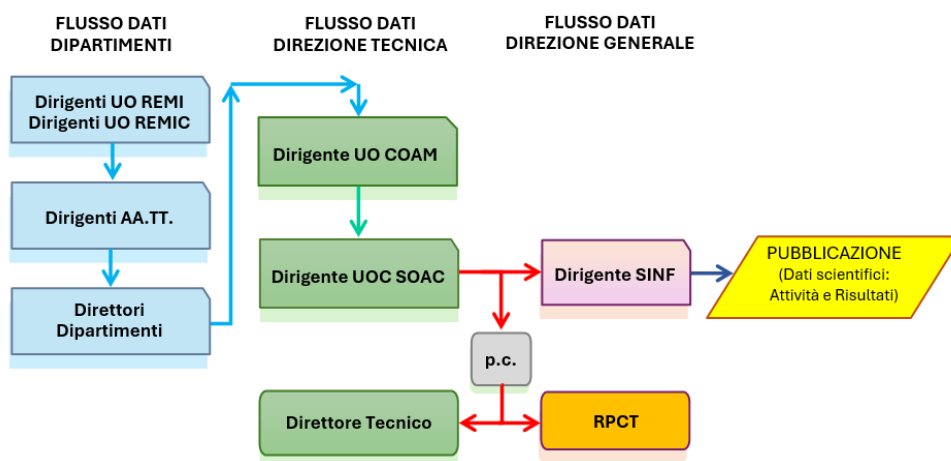 FLUSSO DATI
DIPARTIMENTI
FLUSSO DATI
DIREZIONE TECNICA
FLUSSO DATI
DIREZIONE GENERALE
Dirigenti UO REMI
Dirigenti UO REMIC
Dirigente UO COAM
Dirigenti AA.TT.
Dirigente UOC SOAC
Dirigente SINF
PUBBLICAZIONE
(Dati scientifici:
Attività e Risultati)
Direttori
Dipartimenti
p.c.
Direttore Tecnico
RPCT